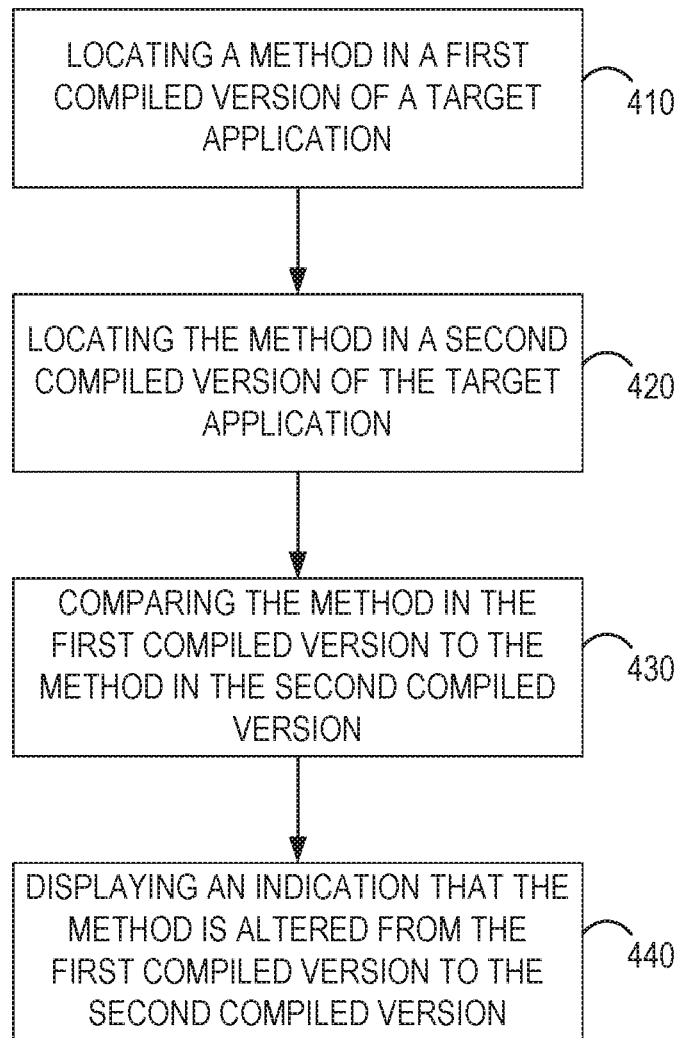 LOCATING A METHOD IN A FIRST
COMPILED VERSION OF A TARGET
APPLICATION
410
LOCATING THE METHOD IN A SECOND
COMPILED VERSION OF THE TARGET
APPLICATION
420
COMPARING THE METHOD IN THE
FIRST COMPILED VERSION TO THE
METHOD IN THE SECOND COMPILED
VERSION
430
DISPLAYING AN INDICATION THAT THE
METHOD IS ALTERED FROM THE
FIRST COMPILED VERSION TO THE
SECOND COMPILED VERSION
440